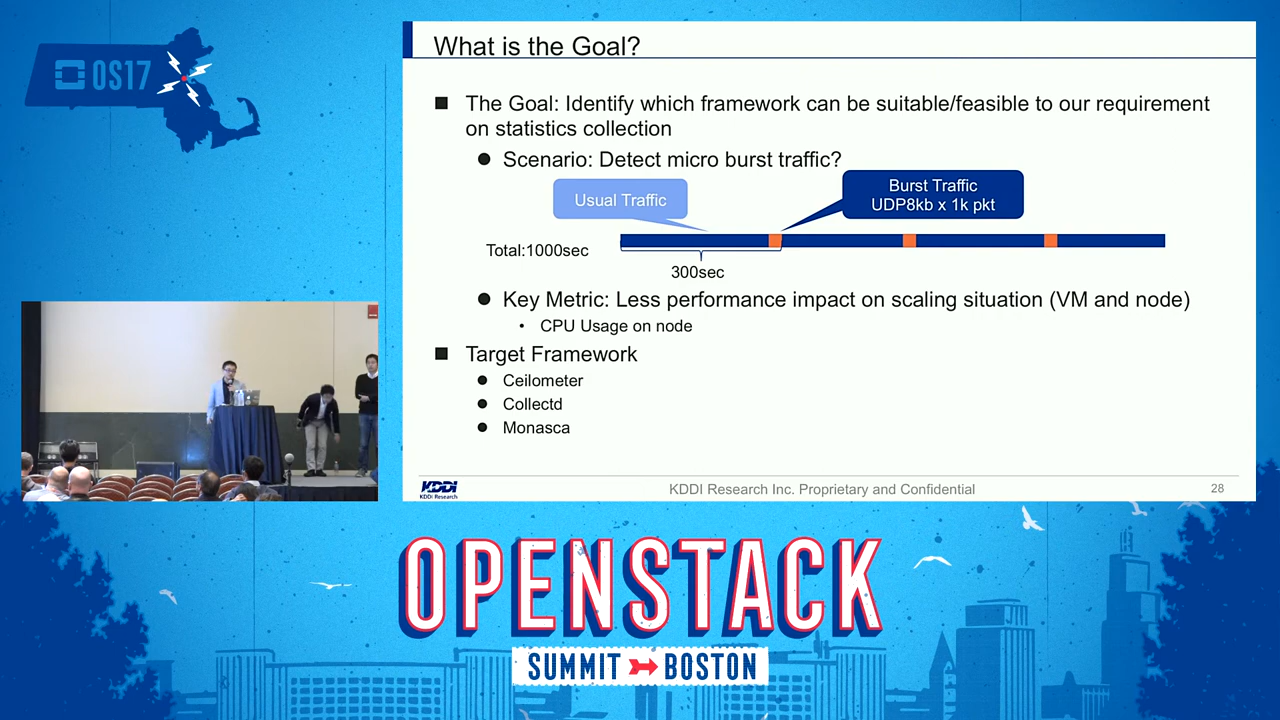 OS17
What is the Goal?
The Goal: Identify which framework can be suitable/feasible to our requirement
on statistics collection
Scenario: Detect micro burst traffic?
Usual Traffic
Burst Traffic
UDP8kb x 1k pkt
Total:1000sec
300sec
Key Metric: Less performance impact on scaling situation (VM and node)
CPU Usage on node
Target Framework
Ceilometer
Collectd
Monasca
KDDI
KDDI Research
KDDI Research Inc. Proprietary and Confidential
28
OPENSTACK
SUMMIT BOSTON